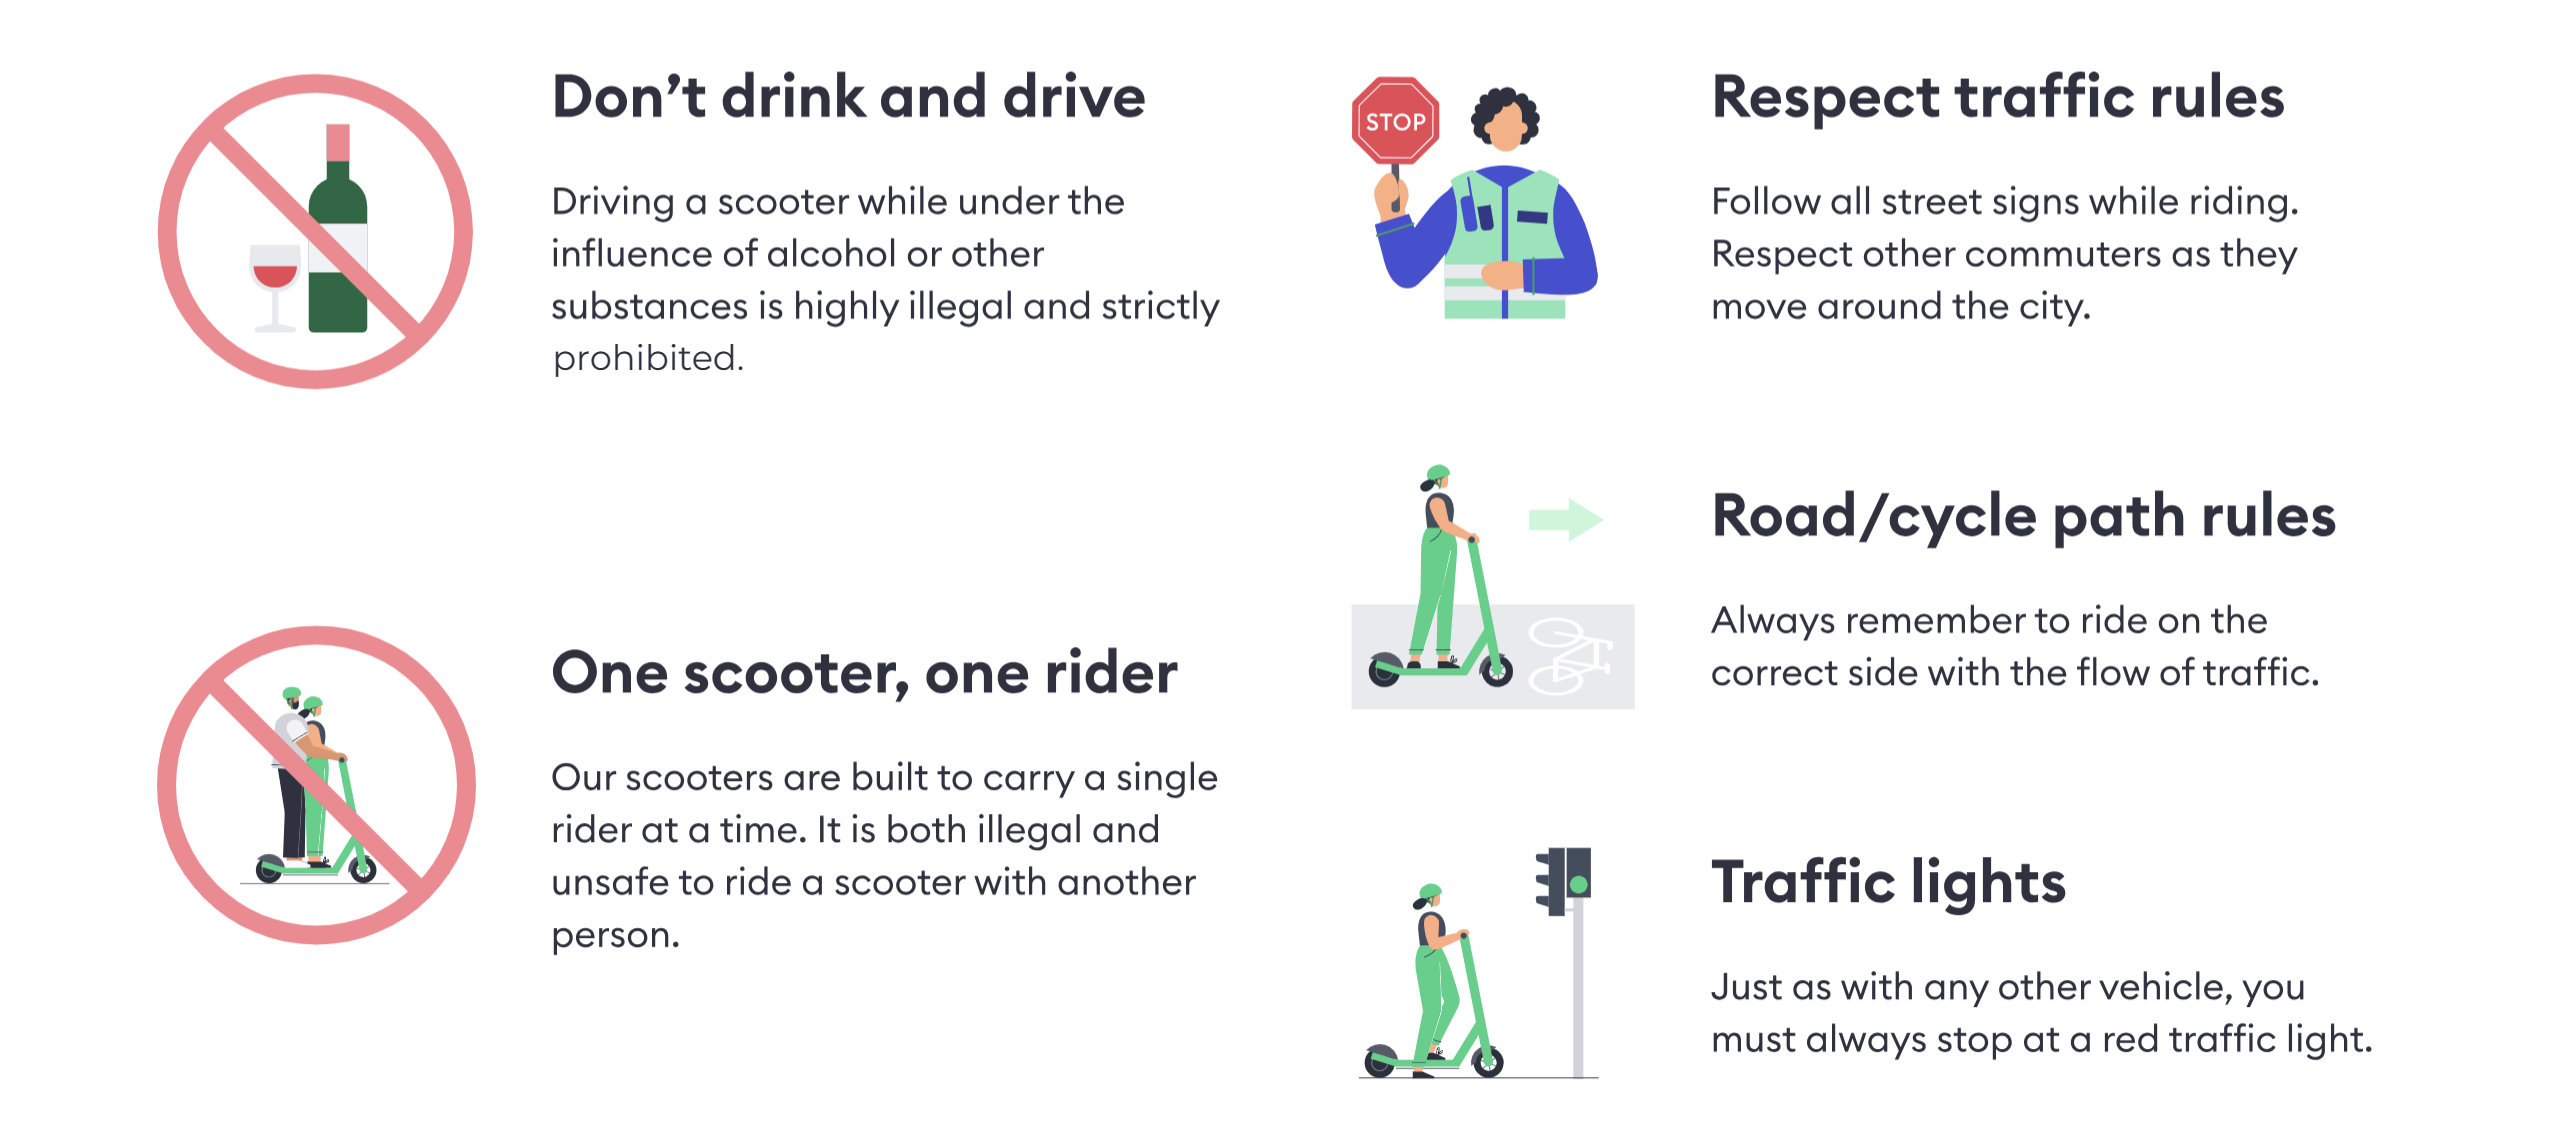 Don’t drink and drive
Driving a scooter while under the
influence of alcohol or other
substances is highly illegal and strictly
prohibited.
One scooter, one rider
Our scooters are built to carry a single
rider at a time. It is both illegal and
unsafe to ride a scooter with another
person.
STOP
Respect traffic rules
Follow all street signs while riding.
Respect other commuters as they
move around the city.
Road/cycle path rules
Always remember to ride on the
correct side with the flow of traffic.
Traffic lights
Just as with any other vehicle, you
must always stop at a red traffic light.